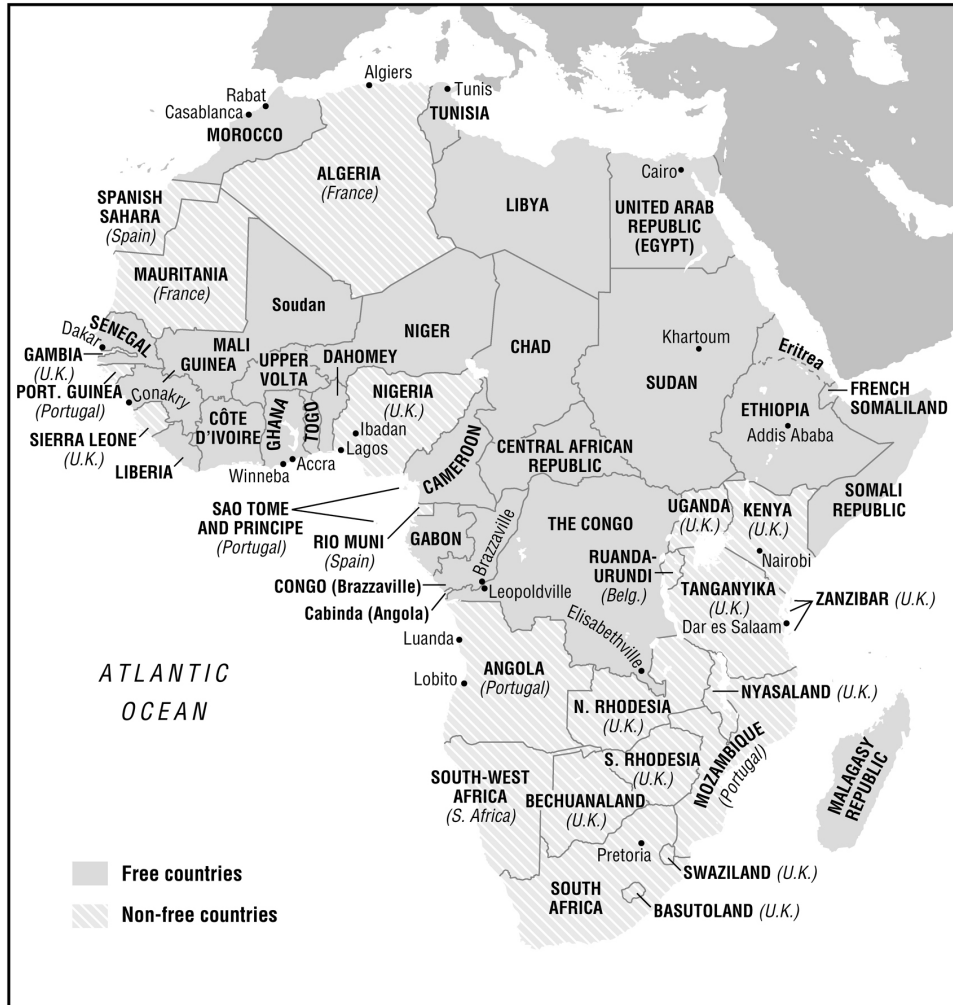 Algiers
Tunis
Rabat
Casablanca
MOROCCO
TUNISIA
ALGERIA
(France)
Cairo
LIBYA
UNITED ARAB
REPUBLIC
(EGYPT)
SPANISH
SAHARA
(Spain)
MAURITANIA
(France)
Soudan
NIGER
CHAD
Khartoum
SUDAN
Eritrea
FRENCH
SOMALILAND
Dakar
SENEGAL
GAMBIA
(U.K.)
MALI
GUINEA
UPPER
VOLTA
DAHOMEY
NIGERIA
(U.K.)
PORT. GUINEA
(Portugal)
Conakry
CÔTE
D'IVOIRE
GHANA
TOGO
Ibadan
Lagos
SIERRA LEONE
(U.K.)
LIBERIA
Accra
Winneba
CAMEROON
CENTRAL AFRICAN
REPUBLIC
ETHIOPIA
Addis Ababa
SOMALI
REPUBLIC
SAO TOME
AND PRINCIPE
(Portugal)
RIO MUNI
(Spain)
GABON
Brazzaville
THE CONGO
UGANDA
(U.K.)
KENYA
(U.K.)
Nairobi
RUANDA-
URUNDI
(Belg.)
CONGO (Brazzaville)
Leopoldville
Cabinda (Angola)
TANGANYIKA
(U.K.)
Dar es Salaam
ZANZIBAR (U.K.)
Elisabethville
Luanda
Lobito
ANGOLA
(Portugal)
ATLANTIC
OCEAN
N. RHODESIA
(U.K.)
NYASALAND (U.K.)
S. RHODESIA
(U.K.)
MOZAMBIQUE
(Portugal)
MALAGASY
REPUBLIC
SOUTH-WEST
AFRICA
(S. Africa)
BECHUANALAND
(U.K.)
Pretoria
SWAZILAND (U.K.)
SOUTH
AFRICA
BASUTOLAND (U.K.)
Free countries
Non-free countries